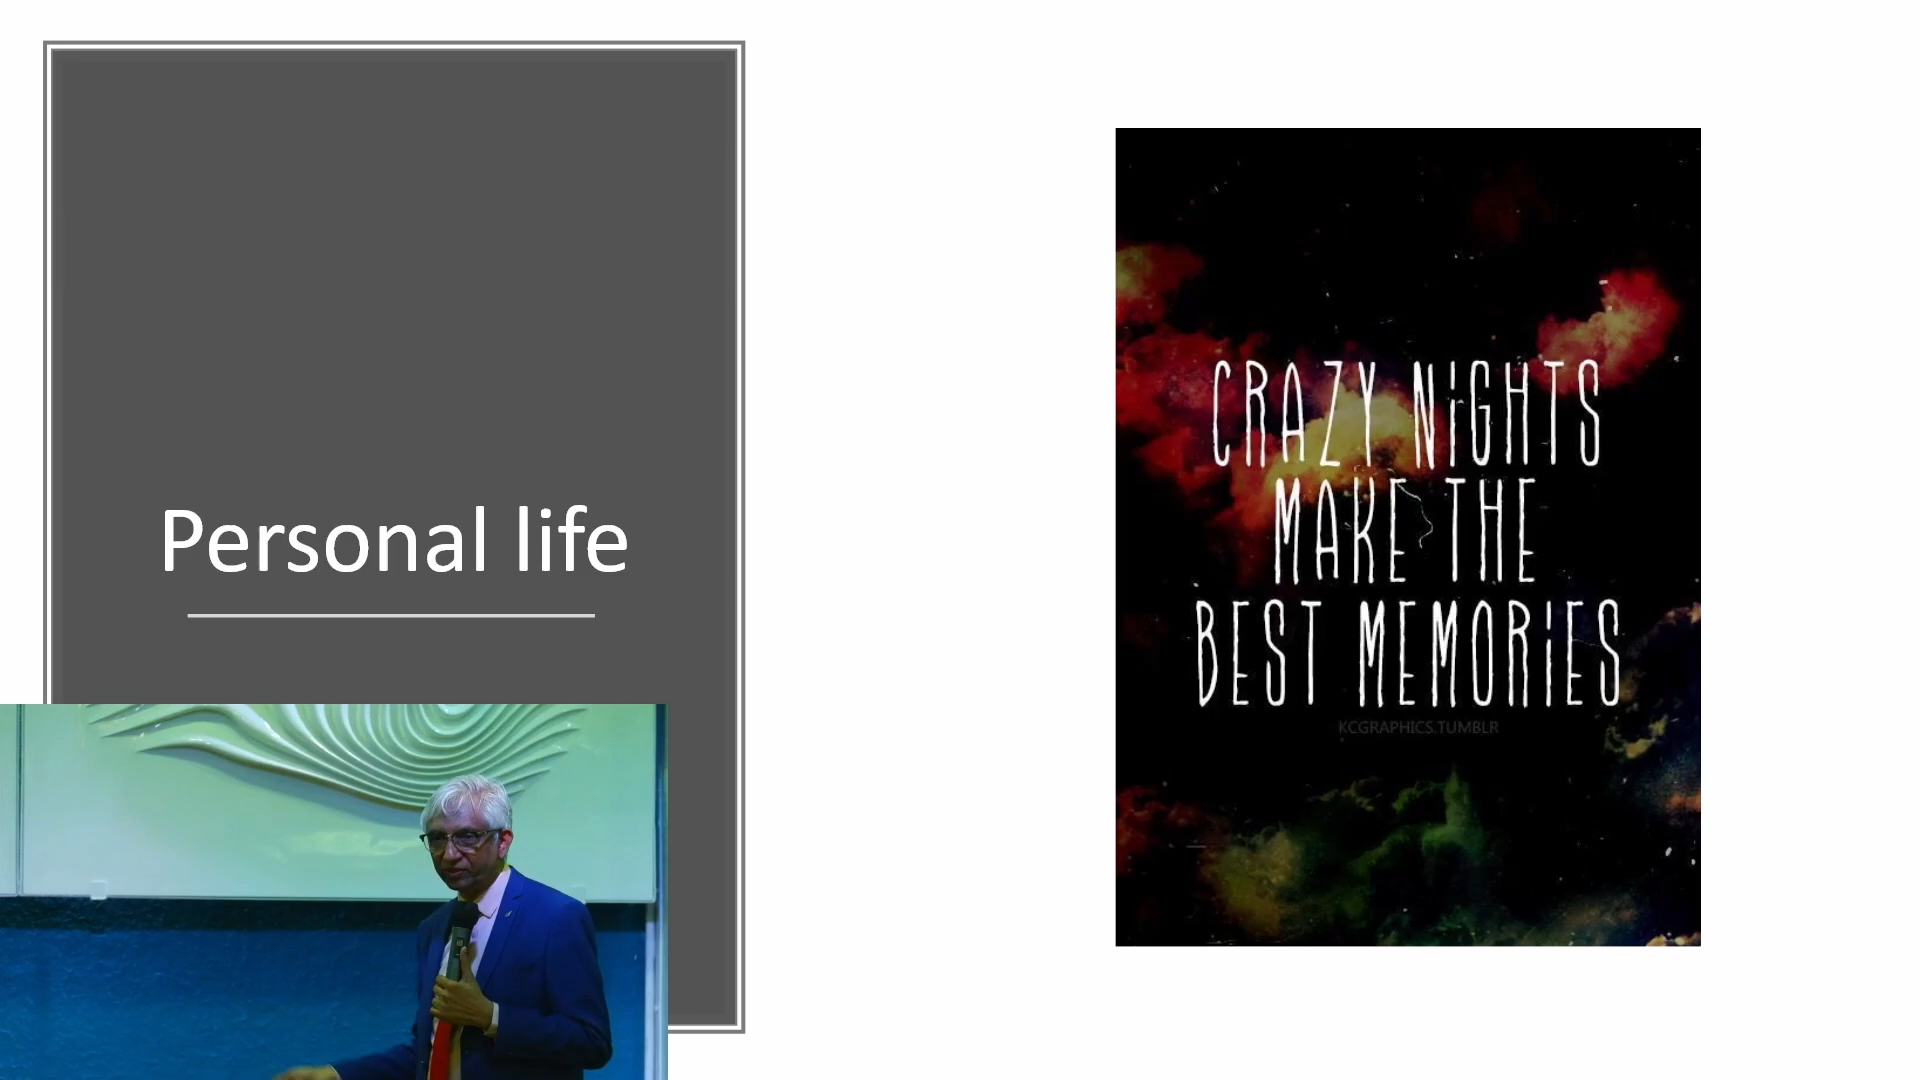 Personal life
CRAZY NiGHTS
MAKE THE
BEST MEMORiES
KCGRAPHICS.TUMBLR